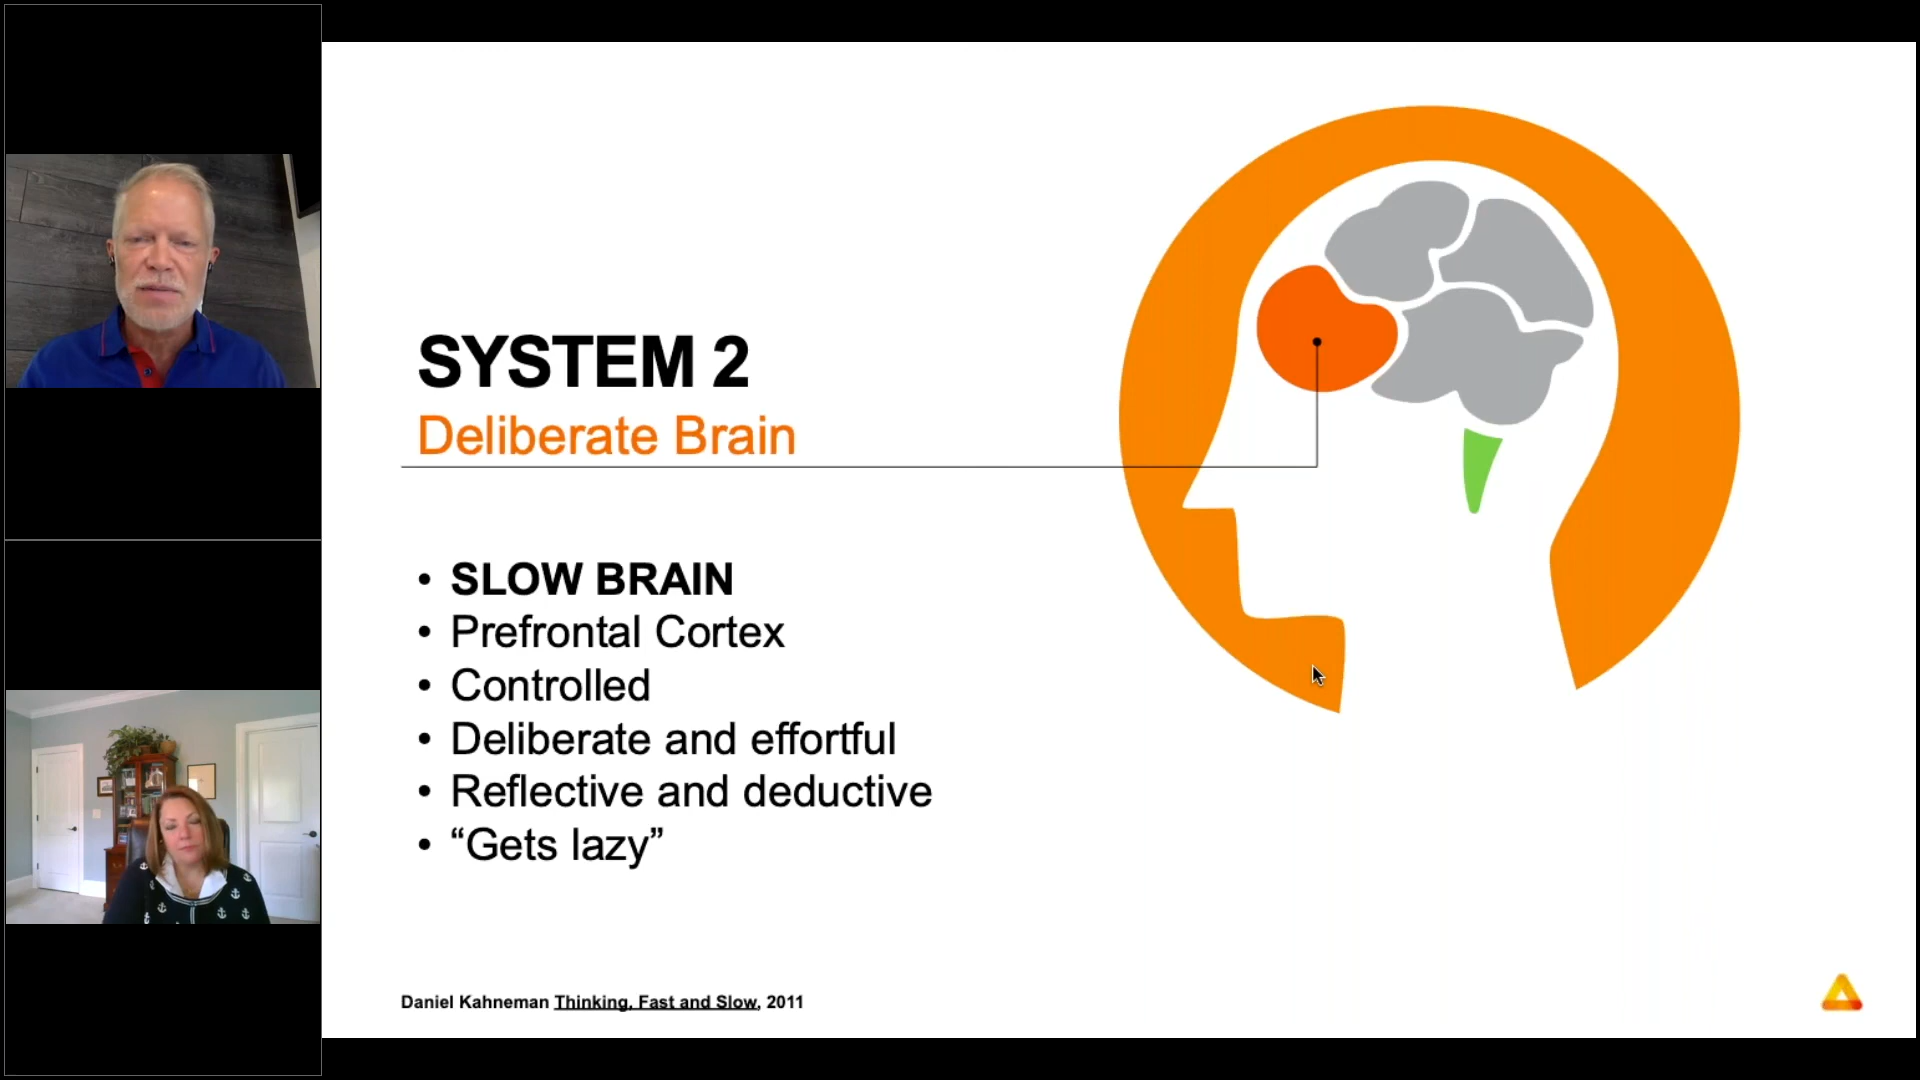 SYSTEM 2
Deliberate Brain
• SLOW BRAIN
• Prefrontal Cortex
• Controlled
• Deliberate and effortful
• Reflective and deductive
• “Gets lazy”
Daniel Kahneman Thinking, Fast and Slow, 2011